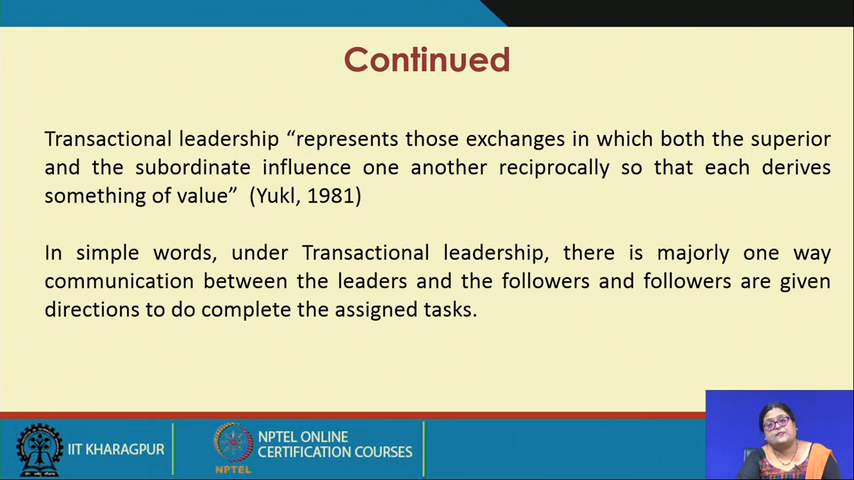 Continued
Transactional leadership “represents those exchanges in which both the superior
and the subordinate influence one another reciprocally so that each derives
something of value” (Yukl, 1981)
In simple words, under Transactional leadership, there is majorly one way
communication between the leaders and the followers and followers are given
directions to do complete the assigned tasks.
IIT KHARAGPUR
NPTEL
NPTEL ONLINE
CERTIFICATION COURSES